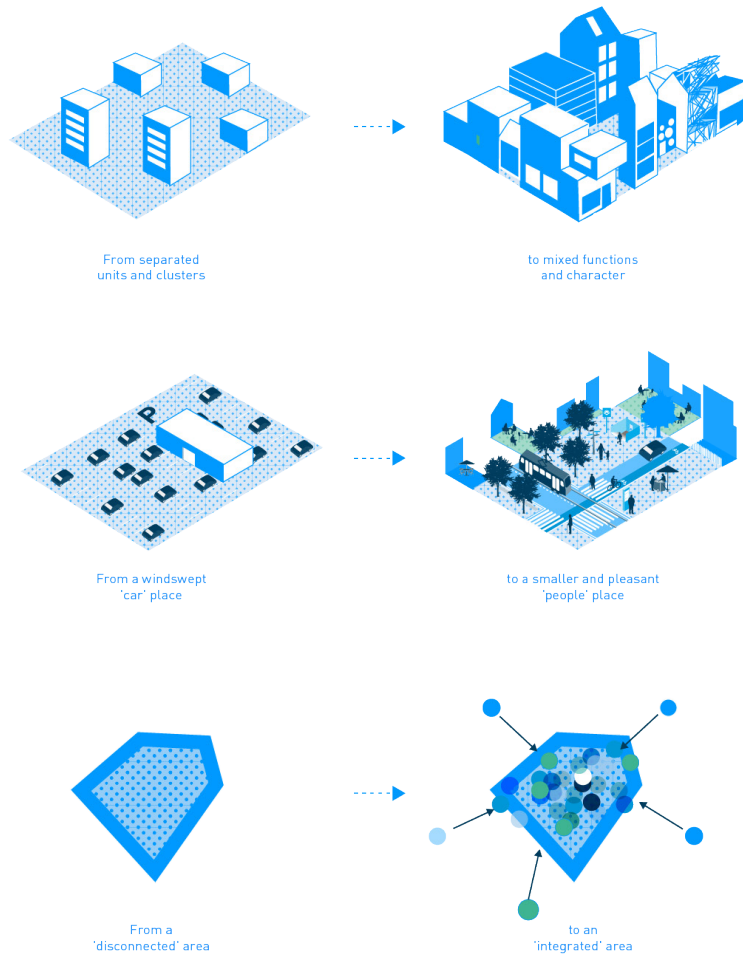 From separated
units and clusters
to mixed functions
and character
P
From a windswept
'car' place
to a smaller and pleasant
'people' place
From a
'disconnected' area
to an
'integrated' area